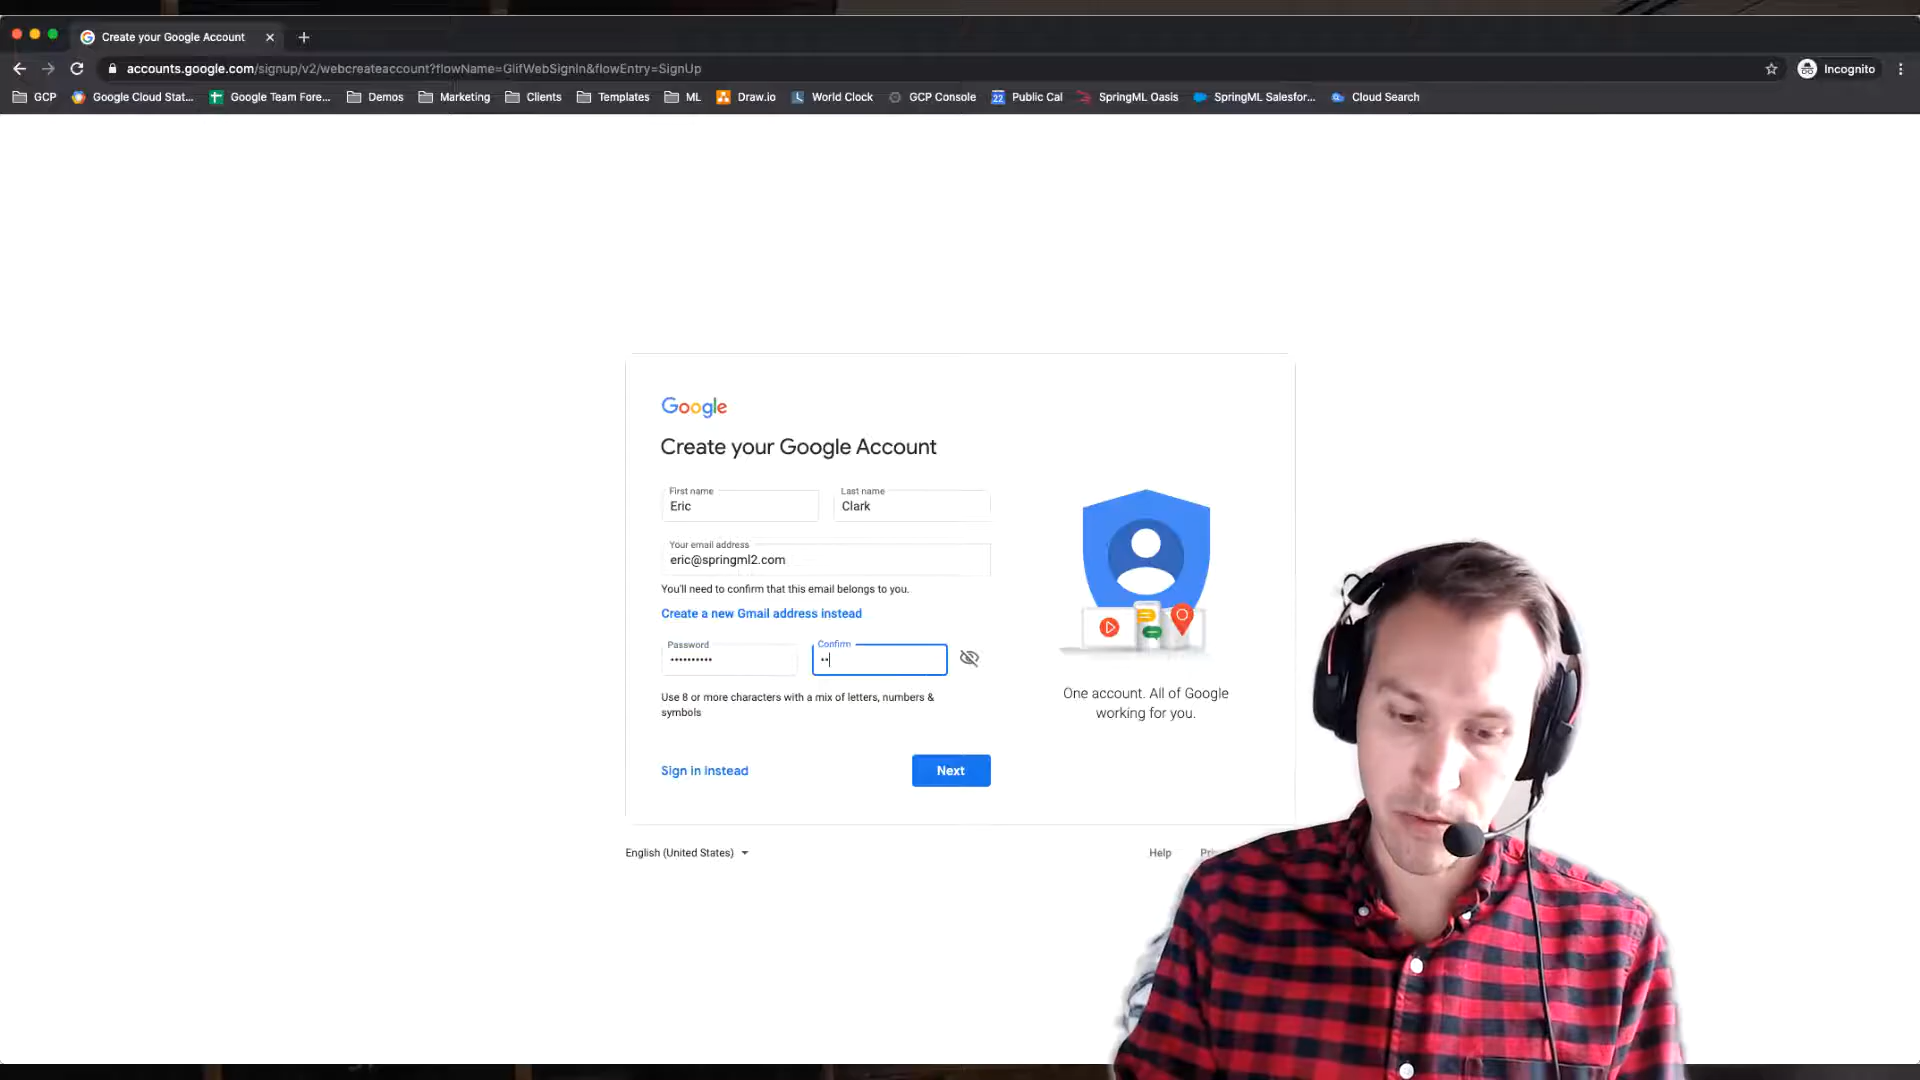 Create your Google Account
accounts.google.com/signup/v2/webcreateaccount?flowName=GlifWebSignIn&flowEntry=SignUp
Incognito
GCP
Google Cloud Stat...
Google Team Fore...
Demos
Marketing
Clients
Templates
ML
Draw.io
World Clock
GCP Console
22
Public Cal
SpringML Oasis
SpringML Salesfor...
Cloud Search
Google
Create your Google Account
First name
Last name
Eric
Clark
Your email address
eric@springml2.com
You'll need to confirm that this email belongs to you.
Create a new Gmail address instead
Password
Confirm
Use 8 or more characters with a mix of letters, numbers &
symbols
Sign in instead
Next
One account. All of Google
working for you.
English (United States)
Help